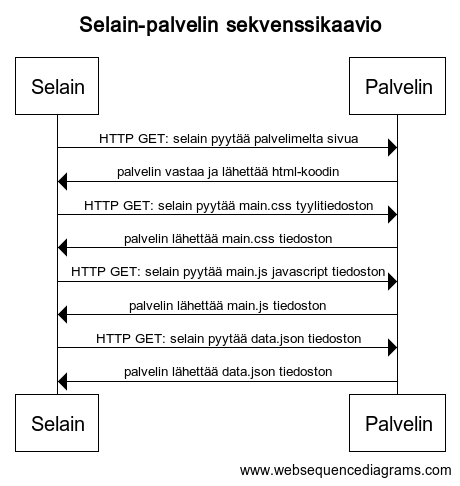 Selain-palvelin sekvenssikaavio
Selain
Palvelin
HTTP GET: selain pyytää palvelimelta sivua
palvelin vastaa ja lähettää html-koodin
HTTP GET: selain pyytää main.css tyylitiedoston
palvelin lähettää main.css tiedoston
HTTP GET: selain pyytää main.js javascript tiedoston
palvelin lähettää main.js tiedoston
HTTP GET: selain pyytää data.json tiedoston
palvelin lähettää data.json tiedoston
Selain
Palvelin
www.websequencediagrams.com